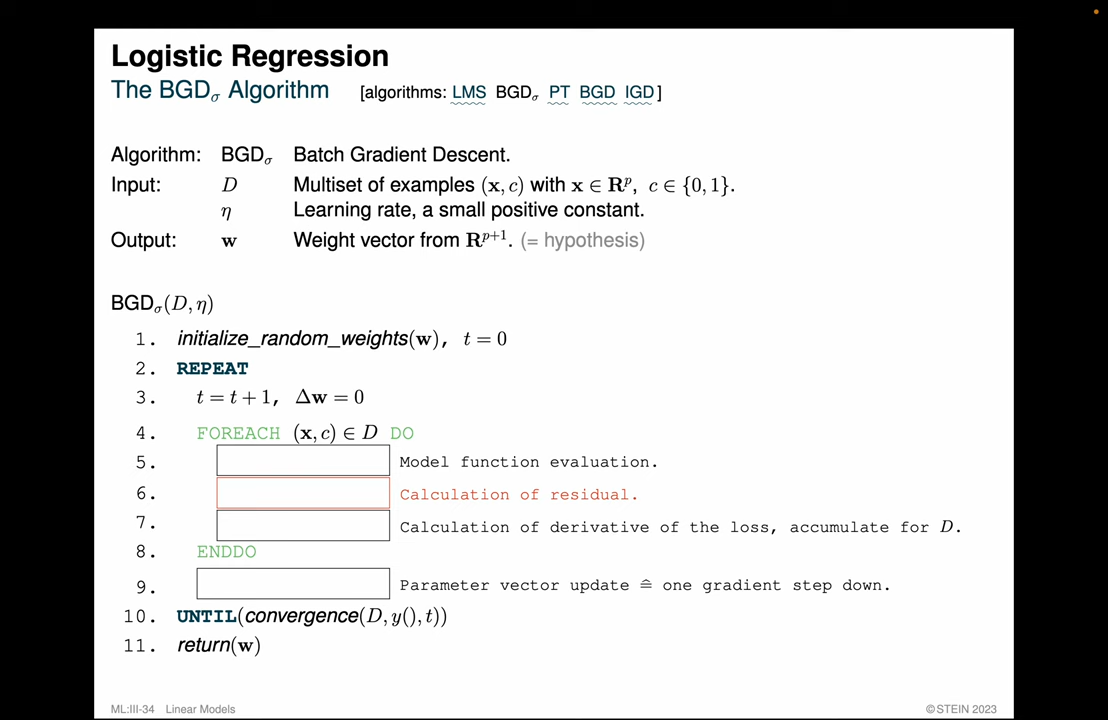 Logistic Regression
The BGDσ Algorithm [algorithms: LMS BGDσ PT BGD IGD]
Algorithm: BGDσ Batch Gradient Descent.
Input: D Multiset of examples (x, c) with x ∈ Rᵖ, c ∈ {0, 1}.
η Learning rate, a small positive constant.
Output: w Weight vector from Rᵖ⁺¹. (= hypothesis)
BGDσ(D, η)
1. initialize_random_weights(w), t = 0
2. REPEAT
3. t = t + 1, Δw = 0
4. FOREACH (x, c) ∈ D DO
5. Model function evaluation.
6. Calculation of residual.
7. Calculation of derivative of the loss, accumulate for D.
8. ENDDO
9. Parameter vector update ≙ one gradient step down.
10. UNTIL(convergence(D, y(), t))
11. return(w)
ML:III-34 Linear Models © STEIN 2023